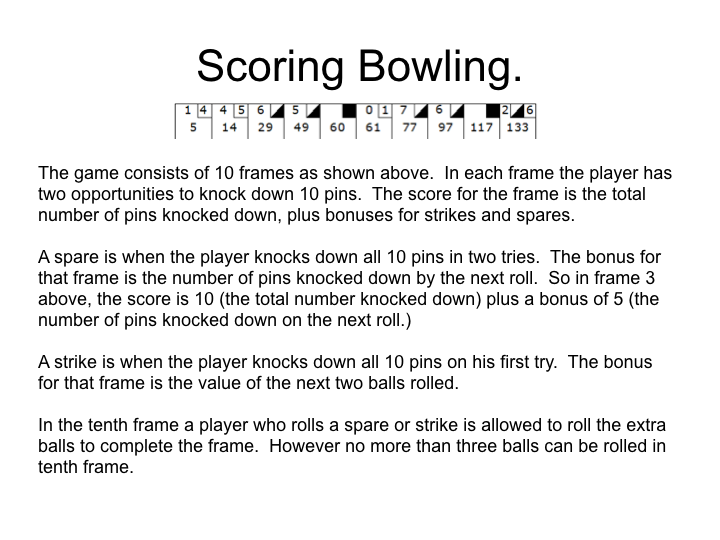 Scoring Bowling.
1 4 4 5 6 5 0 1 7 6 2 6
5 14 29 49 60 61 77 97 117 133
The game consists of 10 frames as shown above. In each frame the player has
two opportunities to knock down 10 pins. The score for the frame is the total
number of pins knocked down, plus bonuses for strikes and spares.
A spare is when the player knocks down all 10 pins in two tries. The bonus for
that frame is the number of pins knocked down by the next roll. So in frame 3
above, the score is 10 (the total number knocked down) plus a bonus of 5 (the
number of pins knocked down on the next roll.)
A strike is when the player knocks down all 10 pins on his first try. The bonus
for that frame is the value of the next two balls rolled.
In the tenth frame a player who rolls a spare or strike is allowed to roll the extra
balls to complete the frame. However no more than three balls can be rolled in
tenth frame.